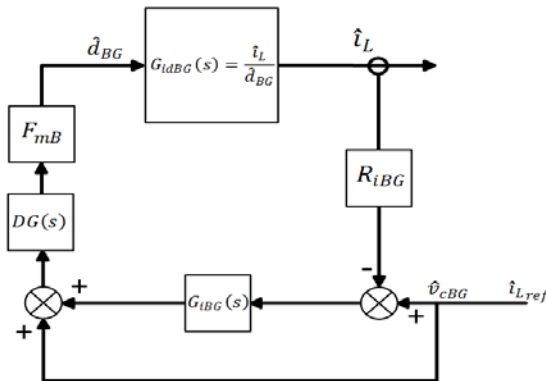 d̂_BG
G_idBG(s) = î_L / d̂_BG
î_L
F_mB
R_iBG
DG(s)
-
+
+
G_iBG(s)
+
v̂_cBG
î_Lref